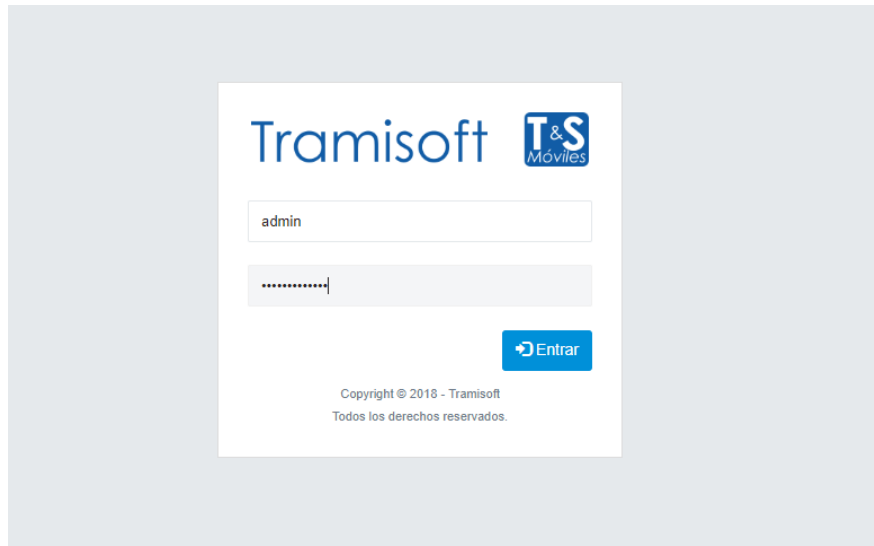 Tramisoft
T&S
Móviles
admin
•••••••••••••
Entrar
Copyright © 2018 - Tramisoft
Todos los derechos reservados.